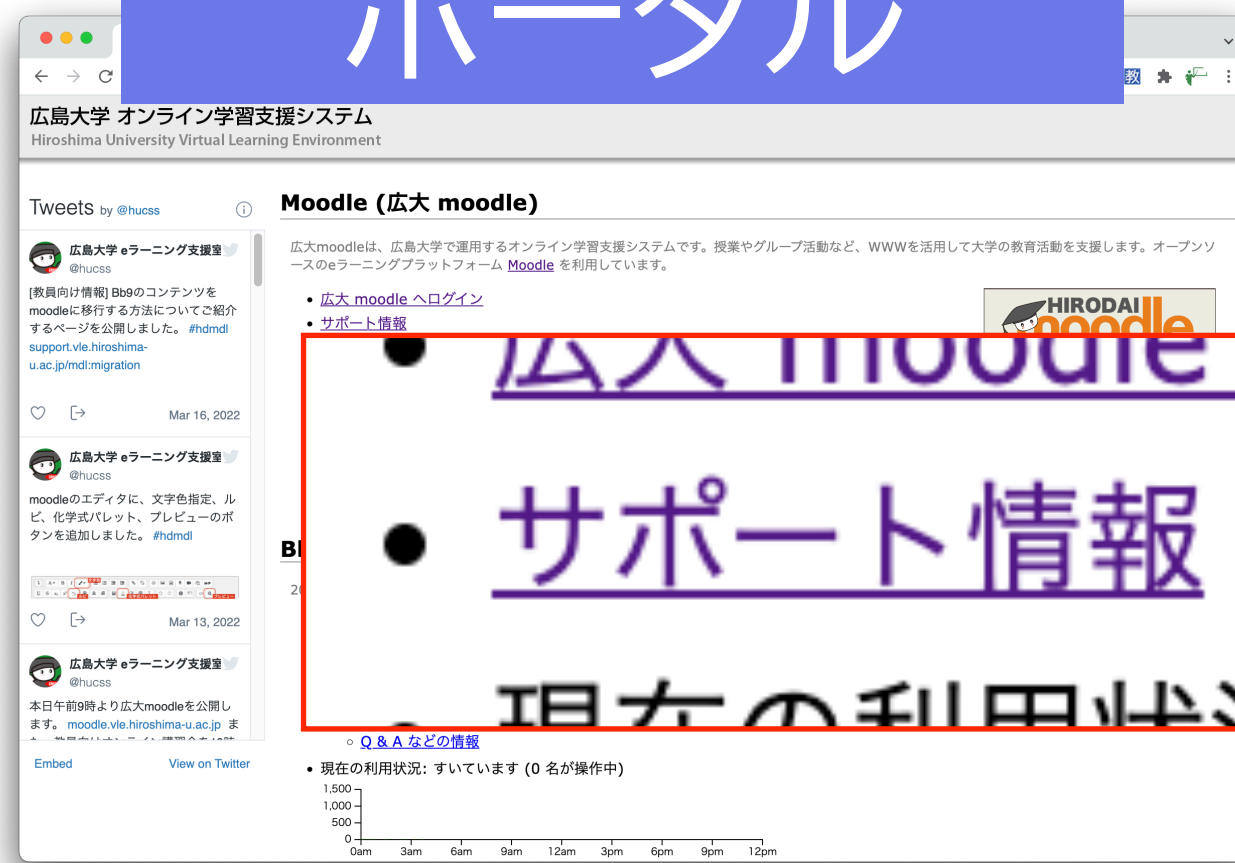 ポータル
教
広島大学 オンライン学習支援システム
Hiroshima University Virtual Learning Environment
Tweets by @hucss
広島大学 eラーニング支援室
@hucss
[教員向け情報] Bb9のコンテンツを
moodleに移行する方法についてご紹介
するページを公開しました。 #hdmdl
support.vle.hiroshima-
u.ac.jp/mdl:migration
Mar 16, 2022
広島大学 eラーニング支援室
@hucss
moodleのエディタに、文字色指定、ル
ビ、化学式パレット、プレビューのボ
タンを追加しました。 #hdmdl
Mar 13, 2022
広島大学 eラーニング支援室
@hucss
本日午前9時より広大moodleを公開し
ます。 moodle.vle.hiroshima-u.ac.jp ま
Embed
View on Twitter
Moodle (広大 moodle)
広大moodleは、広島大学で運用するオンライン学習支援システムです。授業やグループ活動など、WWWを活用して大学の教育活動を支援します。オープンソ
ースのeラーニングプラットフォーム Moodle を利用しています。
• 広大 moodle へログイン
• サポート情報
HIRODAI
moodle
• 広大 moodle
• サポート情報
• 現在の利用状況
○ Q & A などの情報
• 現在の利用状況: すいています (0 名が操作中)
1,500
1,000
500
0
0am 3am 6am 9am 12am 3pm 6pm 9pm 12pm